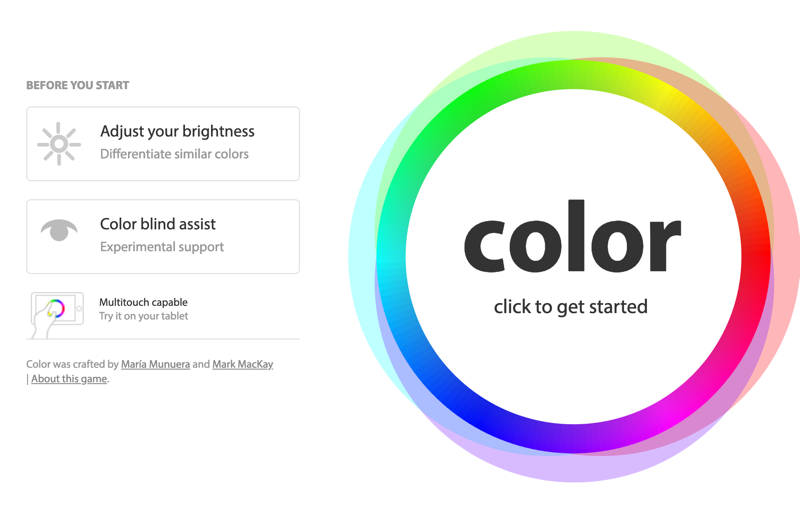 BEFORE YOU START
Adjust your brightness
Differentiate similar colors
Color blind assist
Experimental support
Multitouch capable
Try it on your tablet
Color was crafted by María Munuera and Mark MacKay
| About this game.
color
click to get started